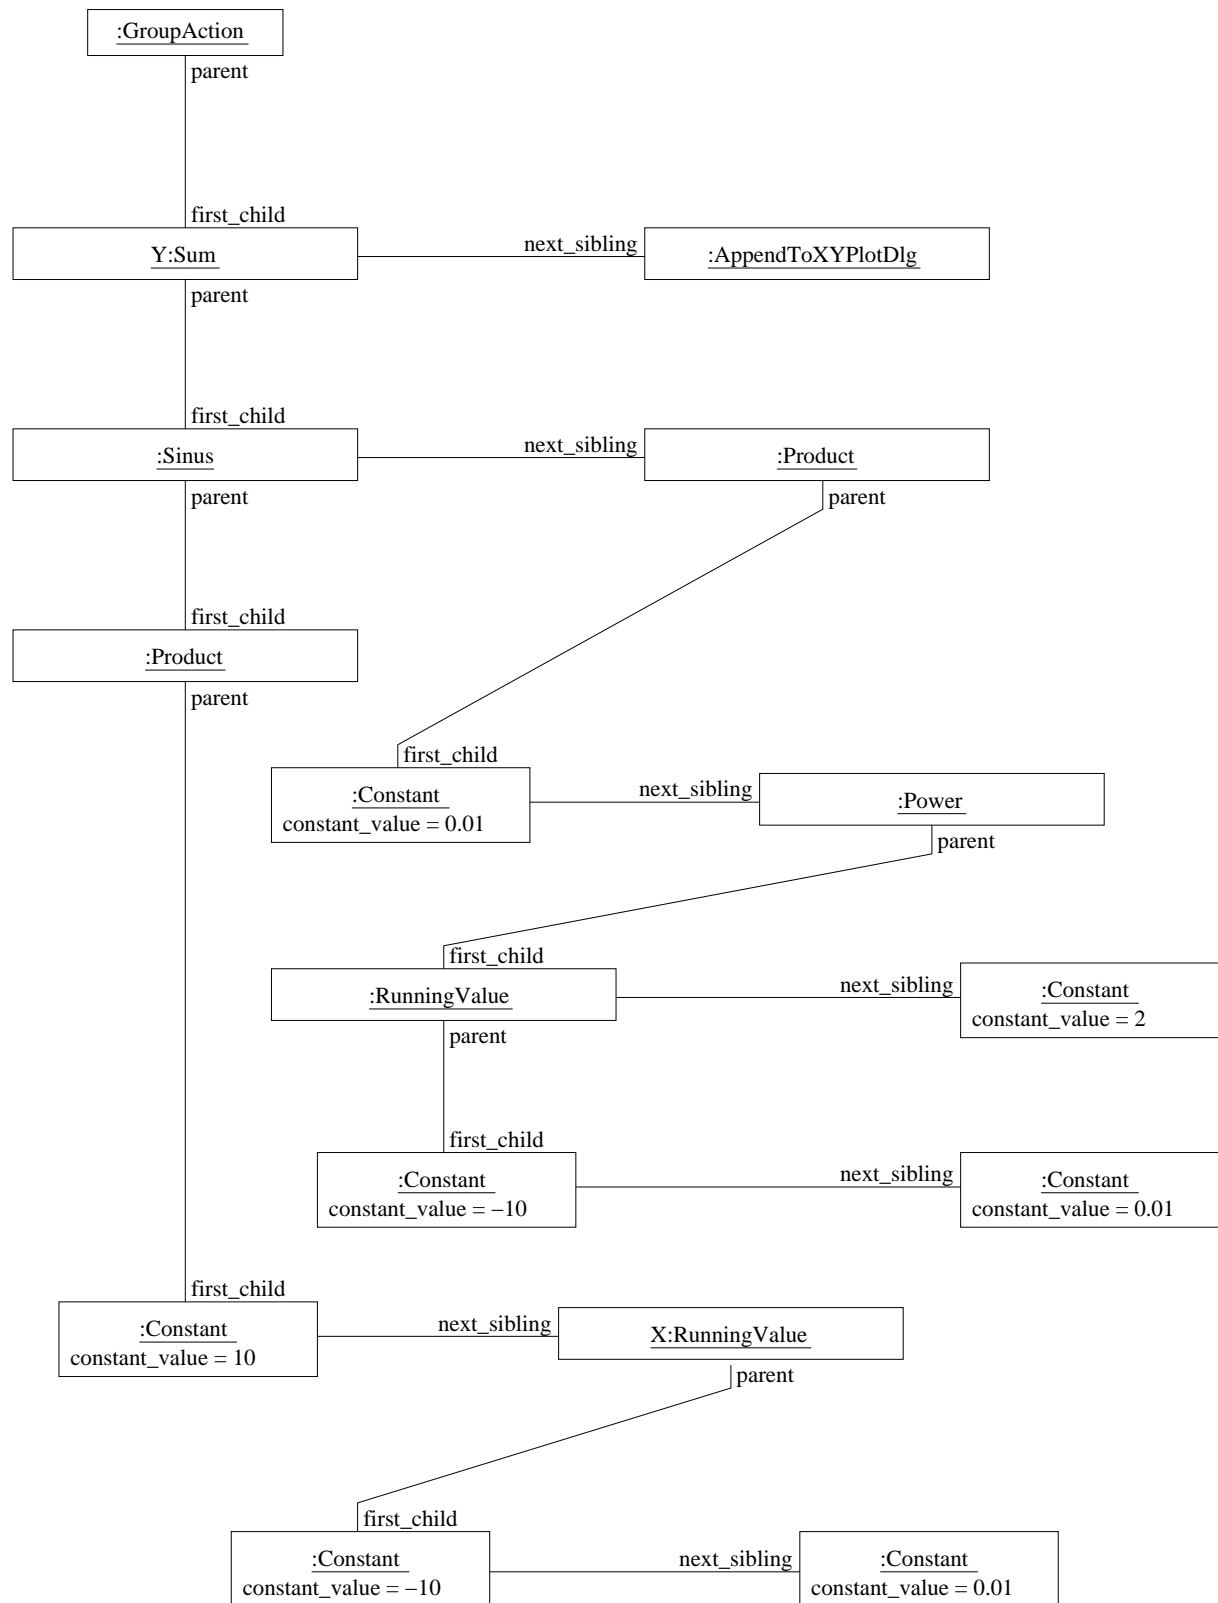 :GroupAction
parent
first_child
Y:Sum
next_sibling
:AppendToXYPlotDlg
parent
first_child
:Sinus
next_sibling
:Product
parent
parent
first_child
:Product
parent
first_child
:Constant
constant_value = 0.01
next_sibling
:Power
parent
first_child
:RunningValue
next_sibling
:Constant
constant_value = 2
parent
first_child
:Constant
constant_value = −10
next_sibling
:Constant
constant_value = 0.01
first_child
:Constant
constant_value = 10
next_sibling
X:RunningValue
parent
first_child
:Constant
constant_value = −10
next_sibling
:Constant
constant_value = 0.01